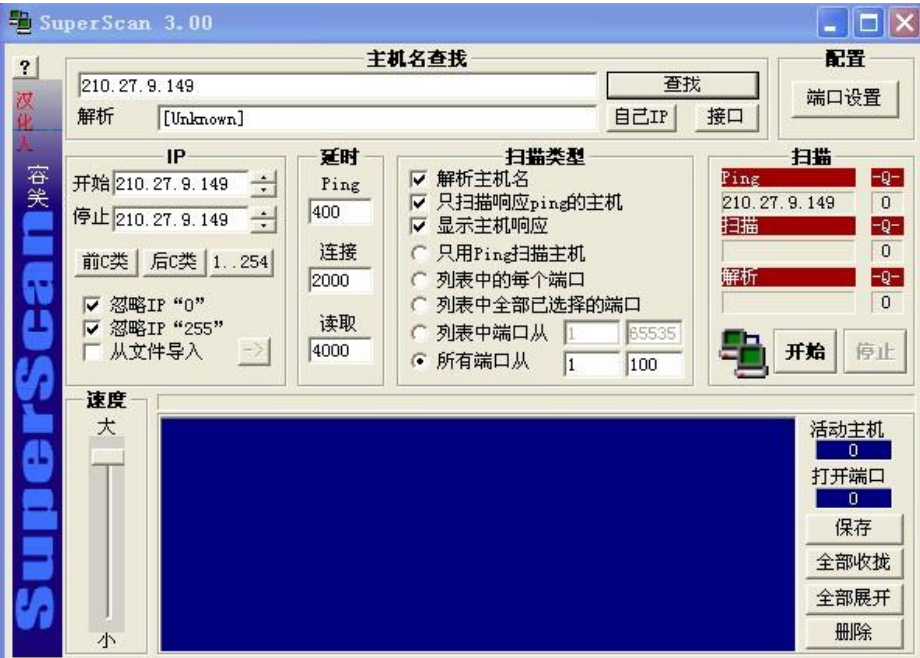 SuperScan 3.00
?
汉化人
容笑
SuperScan
主机名查找
210.27.9.149
查找
解析
[Unknown]
自己IP
接口
配置
端口设置
IP
开始 210.27.9.149
停止 210.27.9.149
前C类
后C类
1..254
忽略IP “0”
忽略IP “255”
从文件导入
->
延时
Ping
400
连接
2000
读取
4000
扫描类型
解析主机名
只扫描响应ping的主机
显示主机响应
只用Ping扫描主机
列表中的每个端口
列表中全部已选择的端口
列表中端口从 1 65535
所有端口从 1 100
扫描
Ping -Q-
210.27.9.149 0
扫描 -Q-
0
解析 -Q-
0
开始
停止
速度
大
小
活动主机
0
打开端口
0
保存
全部收拢
全部展开
删除